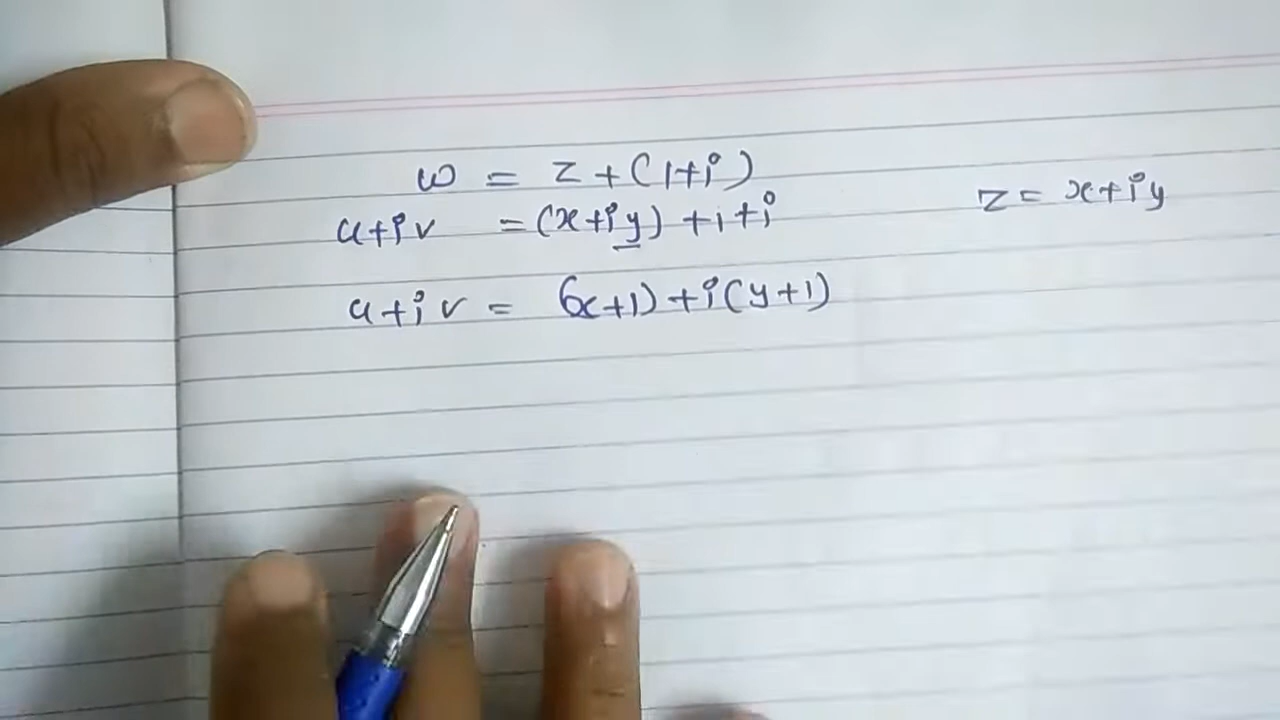 w = z + (1+i)
z = x+iy
u+iv = (x+iy) +1+i
u+iv = (x+1) +i(y+1)